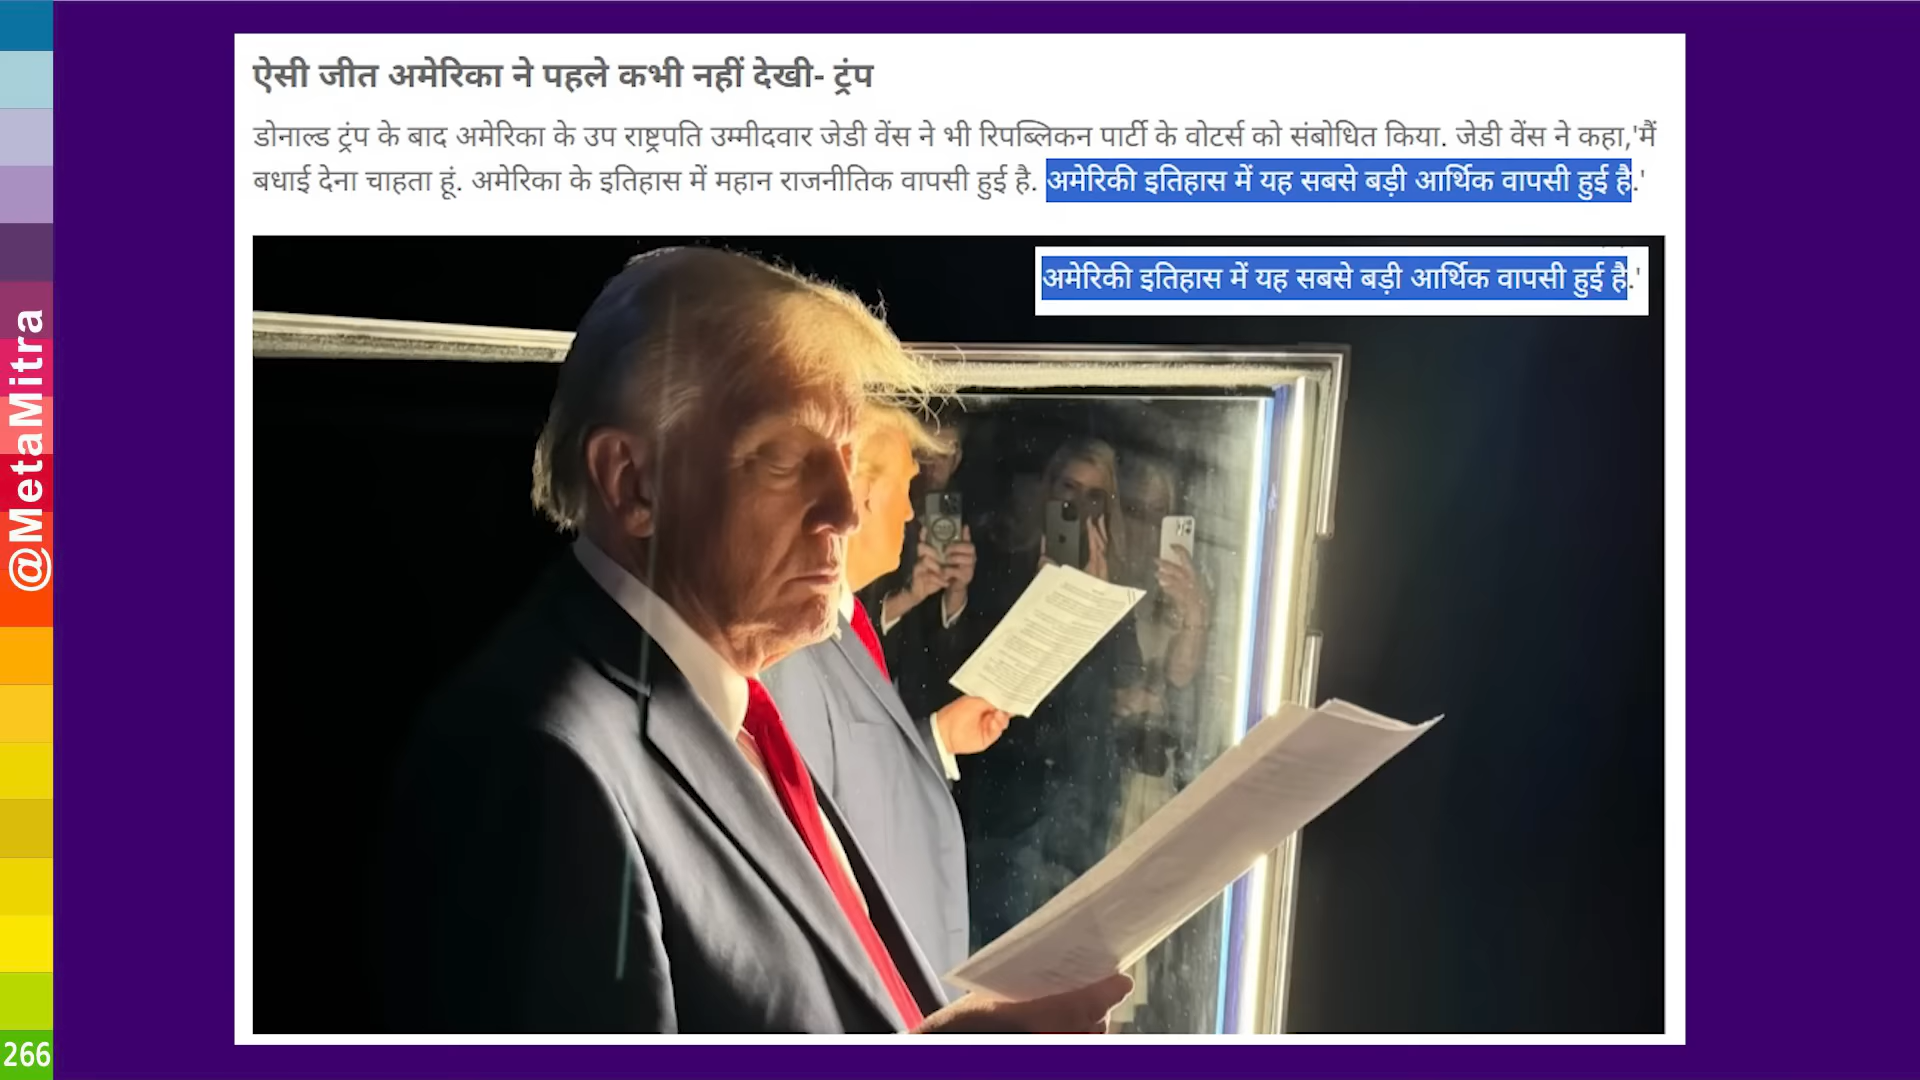 ऐसी जीत अमेरिका ने पहले कभी नहीं देखी- ट्रंप
डोनाल्ड ट्रंप के बाद अमेरिका के उप राष्ट्रपति उम्मीदवार जेडी वेंस ने भी रिपब्लिकन पार्टी के वोटर्स को संबोधित किया. जेडी वेंस ने कहा,'मैं
बधाई देना चाहता हूं. अमेरिका के इतिहास में महान राजनीतिक वापसी हुई है. अमेरिकी इतिहास में यह सबसे बड़ी आर्थिक वापसी हुई है.'
अमेरिकी इतिहास में यह सबसे बड़ी आर्थिक वापसी हुई है.'
@MetaMitra
266